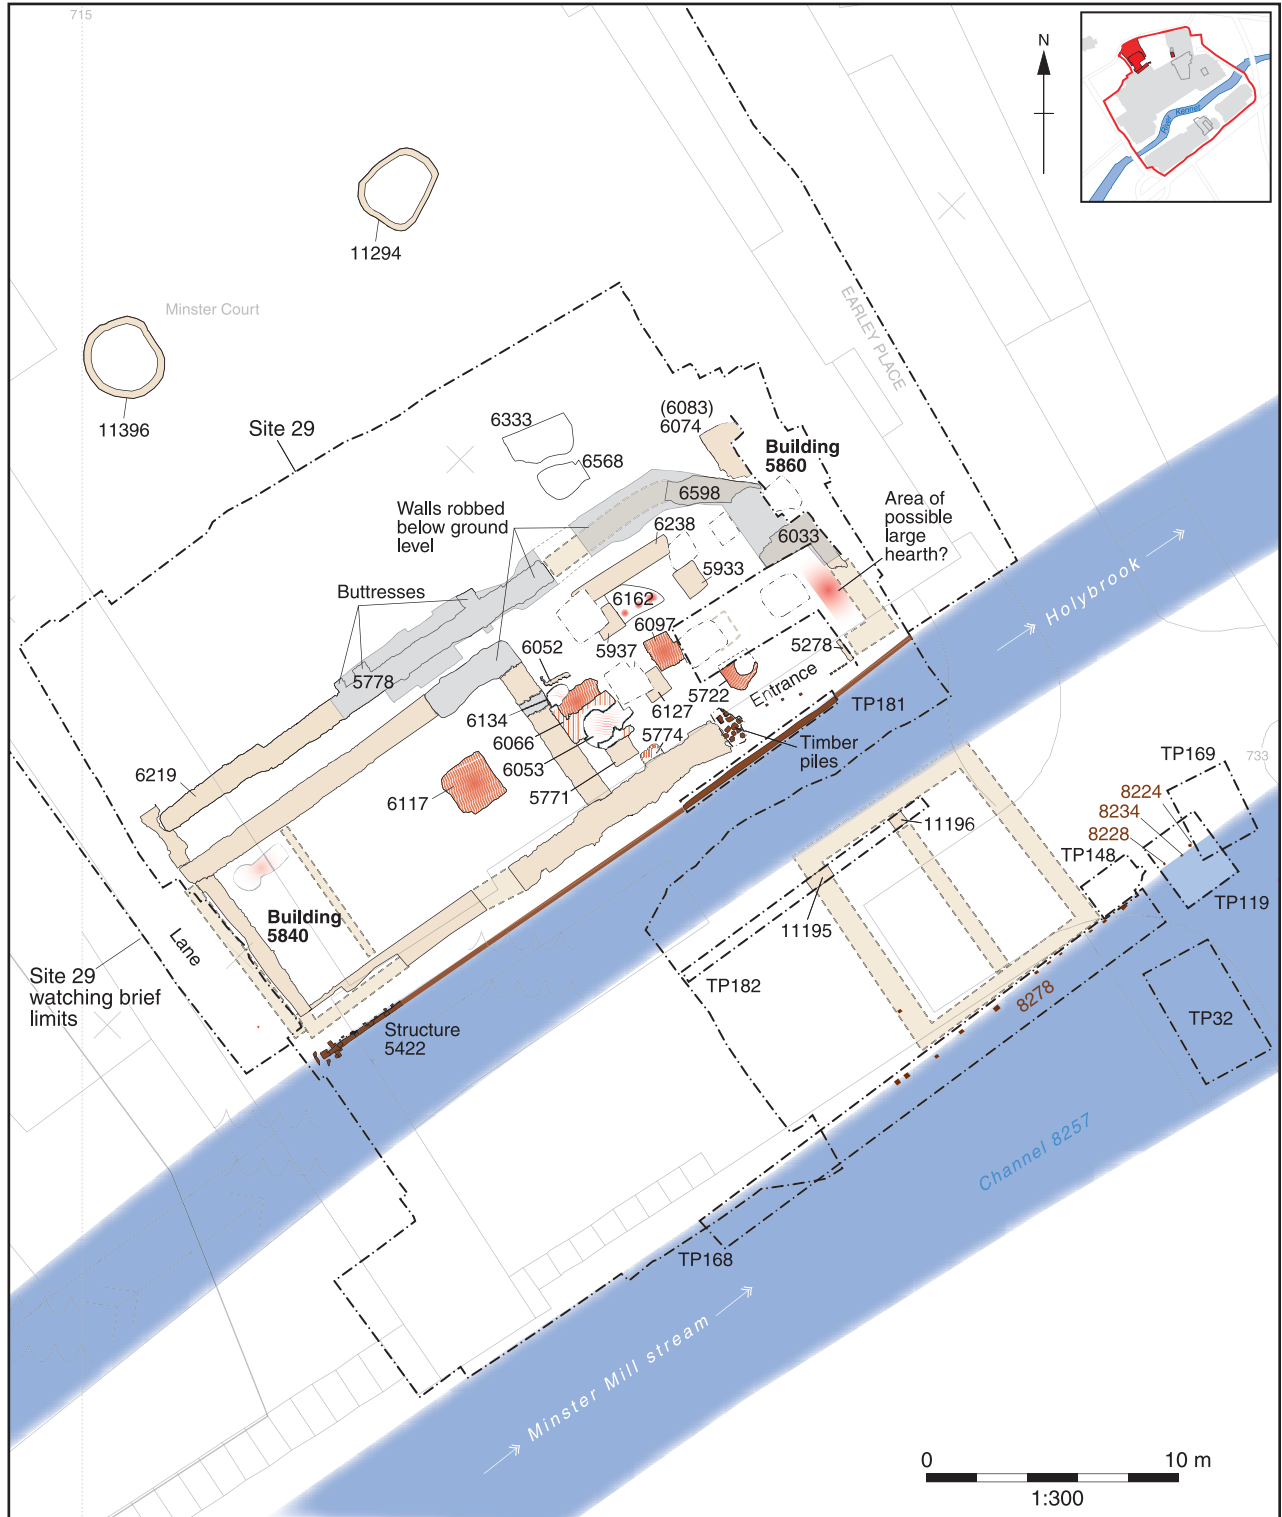 715
N
River Kennet
11294
Minster Court
EARLEY PLACE
11396
Site 29
6333
(6083)
6074
Building
5860
6568
Walls robbed
below ground
level
6598
Area of
possible
large
hearth?
6238
6033
5933
Buttresses
6162
6097
Holybrook
6052
5937
5278
5778
5722
Entrance
6134
6127
TP181
6066
5774
Timber
piles
6219
6053
TP169
733
6117
5771
8224
8234
8228
11196
TP148
Building
5840
11195
TP119
Lane
Site 29
watching brief
limits
TP182
8278
TP32
Structure
5422
Channel 8257
TP168
Minster Mill stream
0 10 m
1:300